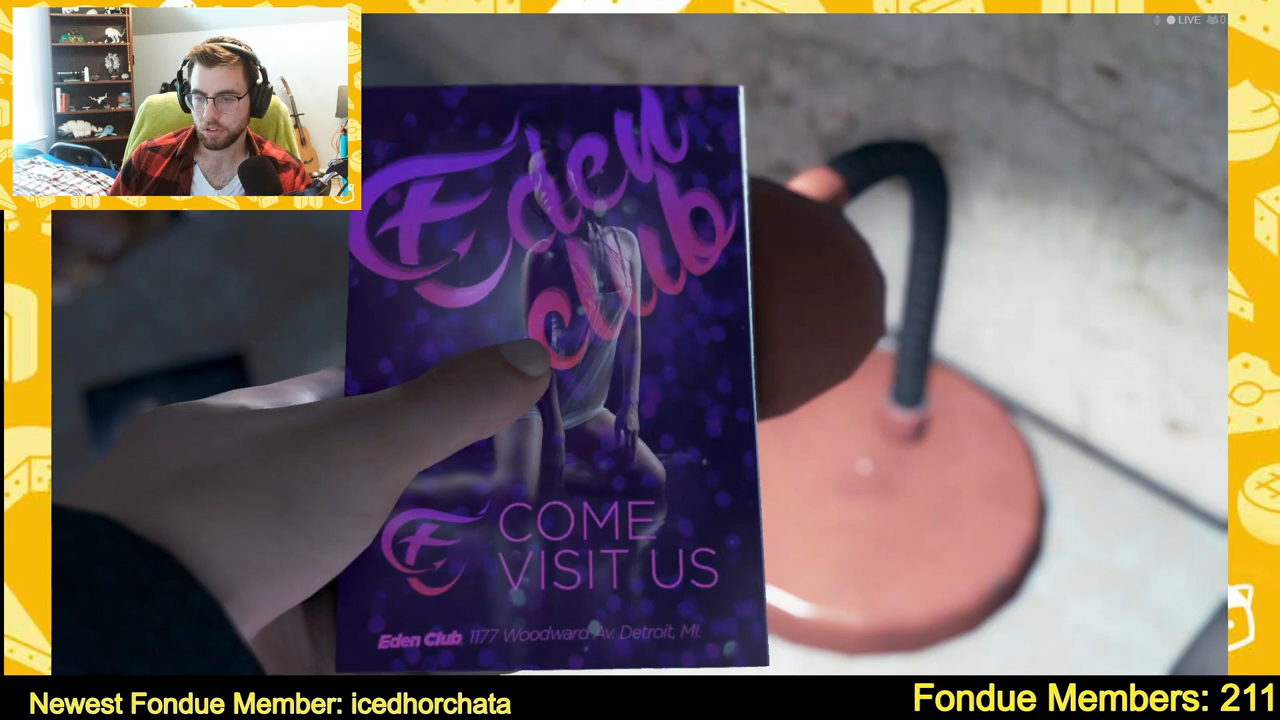 LIVE 0
Eden
club
COME
VISIT US
Eden Club 1177 Woodward Av. Detroit, MI.
Newest Fondue Member: icedhorchata
Fondue Members: 211